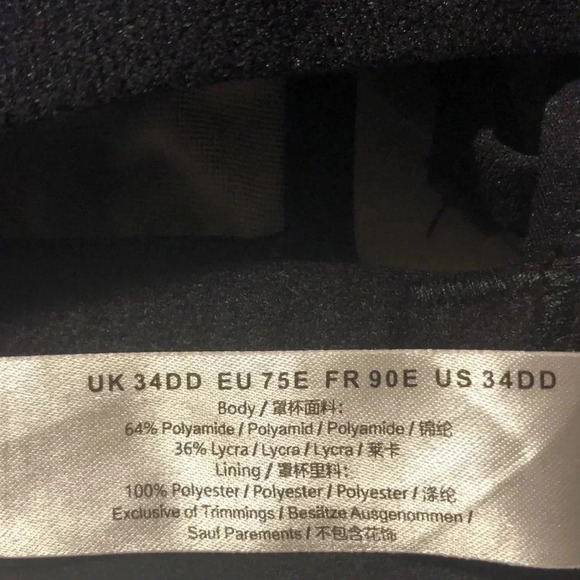 UK 34DD EU 75E FR 90E US 34DD
Body / 罩杯面料:
64% Polyamide / Polyamid / Polyamide / 锦纶
36% Lycra / Lycra / Lycra / 莱卡
Lining / 罩杯里料:
100% Polyester / Polyester / Polyester / 涤纶
Exclusive of Trimmings / Besätze Ausgenommen /
Sauf Parements / 不包含花饰